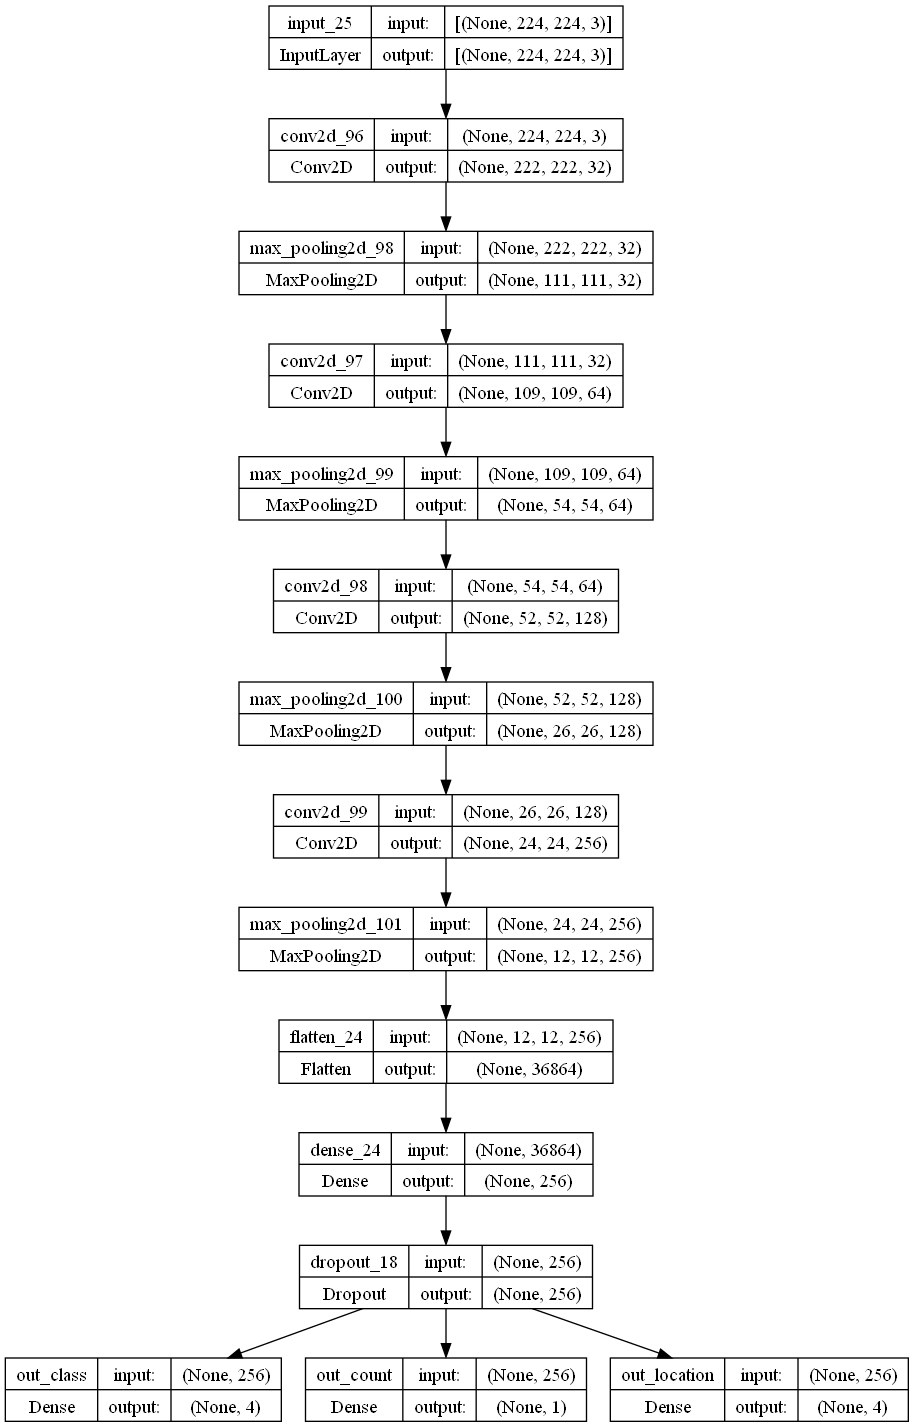 input_25 input: [(None, 224, 224, 3)]
InputLayer output: [(None, 224, 224, 3)]
conv2d_96 input: (None, 224, 224, 3)
Conv2D output: (None, 222, 222, 32)
max_pooling2d_98 input: (None, 222, 222, 32)
MaxPooling2D output: (None, 111, 111, 32)
conv2d_97 input: (None, 111, 111, 32)
Conv2D output: (None, 109, 109, 64)
max_pooling2d_99 input: (None, 109, 109, 64)
MaxPooling2D output: (None, 54, 54, 64)
conv2d_98 input: (None, 54, 54, 64)
Conv2D output: (None, 52, 52, 128)
max_pooling2d_100 input: (None, 52, 52, 128)
MaxPooling2D output: (None, 26, 26, 128)
conv2d_99 input: (None, 26, 26, 128)
Conv2D output: (None, 24, 24, 256)
max_pooling2d_101 input: (None, 24, 24, 256)
MaxPooling2D output: (None, 12, 12, 256)
flatten_24 input: (None, 12, 12, 256)
Flatten output: (None, 36864)
dense_24 input: (None, 36864)
Dense output: (None, 256)
dropout_18 input: (None, 256)
Dropout output: (None, 256)
out_class input: (None, 256)
Dense output: (None, 4)
out_count input: (None, 256)
Dense output: (None, 1)
out_location input: (None, 256)
Dense output: (None, 4)